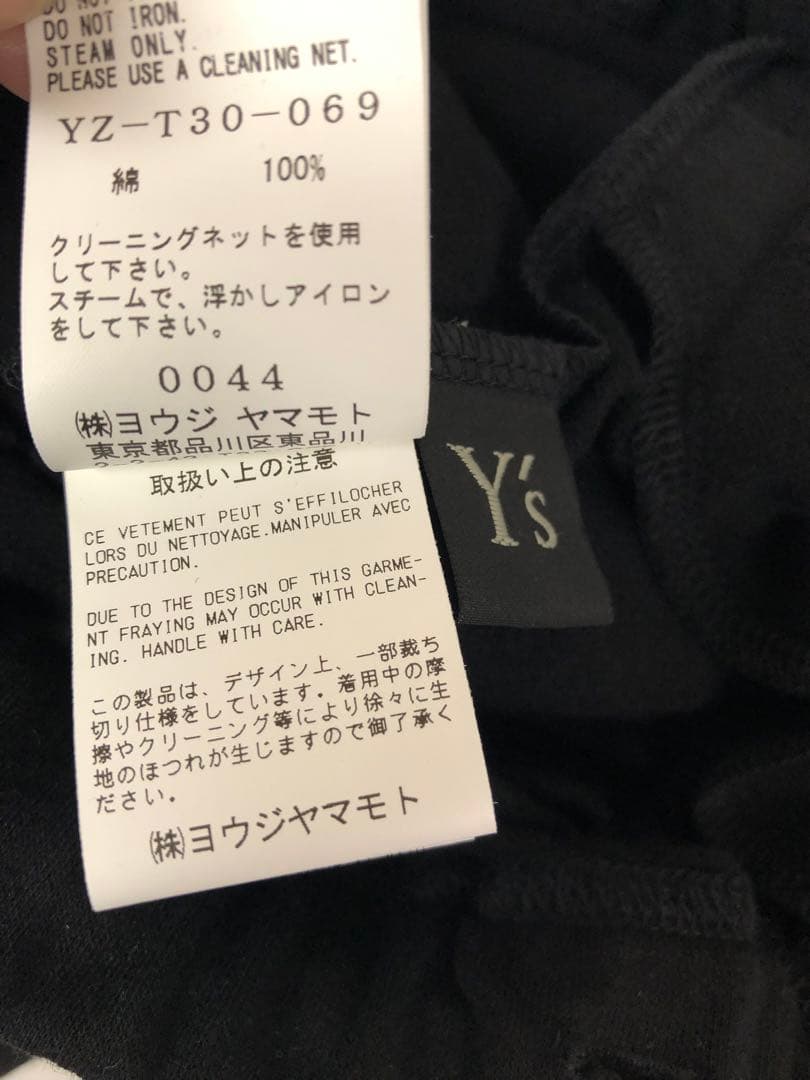 DO NOT
DO NOT IRON.
STEAM ONLY.
PLEASE USE A CLEANING NET.
YZ-T30-069
綿 100%
クリーニングネットを使用
して下さい。
スチームで、浮かしアイロン
をして下さい。
0044
㈱ヨウジ ヤマモト
東京都品川区東品川
取扱い上の注意
CE VETEMENT PEUT S'EFFILOCHER
LORS DU NETTOYAGE.MANIPULER AVEC
PRECAUTION.
DUE TO THE DESIGN OF THIS GARME-
NT FRAYING MAY OCCUR WITH CLEAN-
ING. HANDLE WITH CARE.
この製品は、デザイン上、一部裁ち
切り仕様をしています．着用中の摩
擦やクリーニング等により徐々に生
地のほつれが生じますので御了承く
ださい．
㈱ヨウジヤマモト
Y's